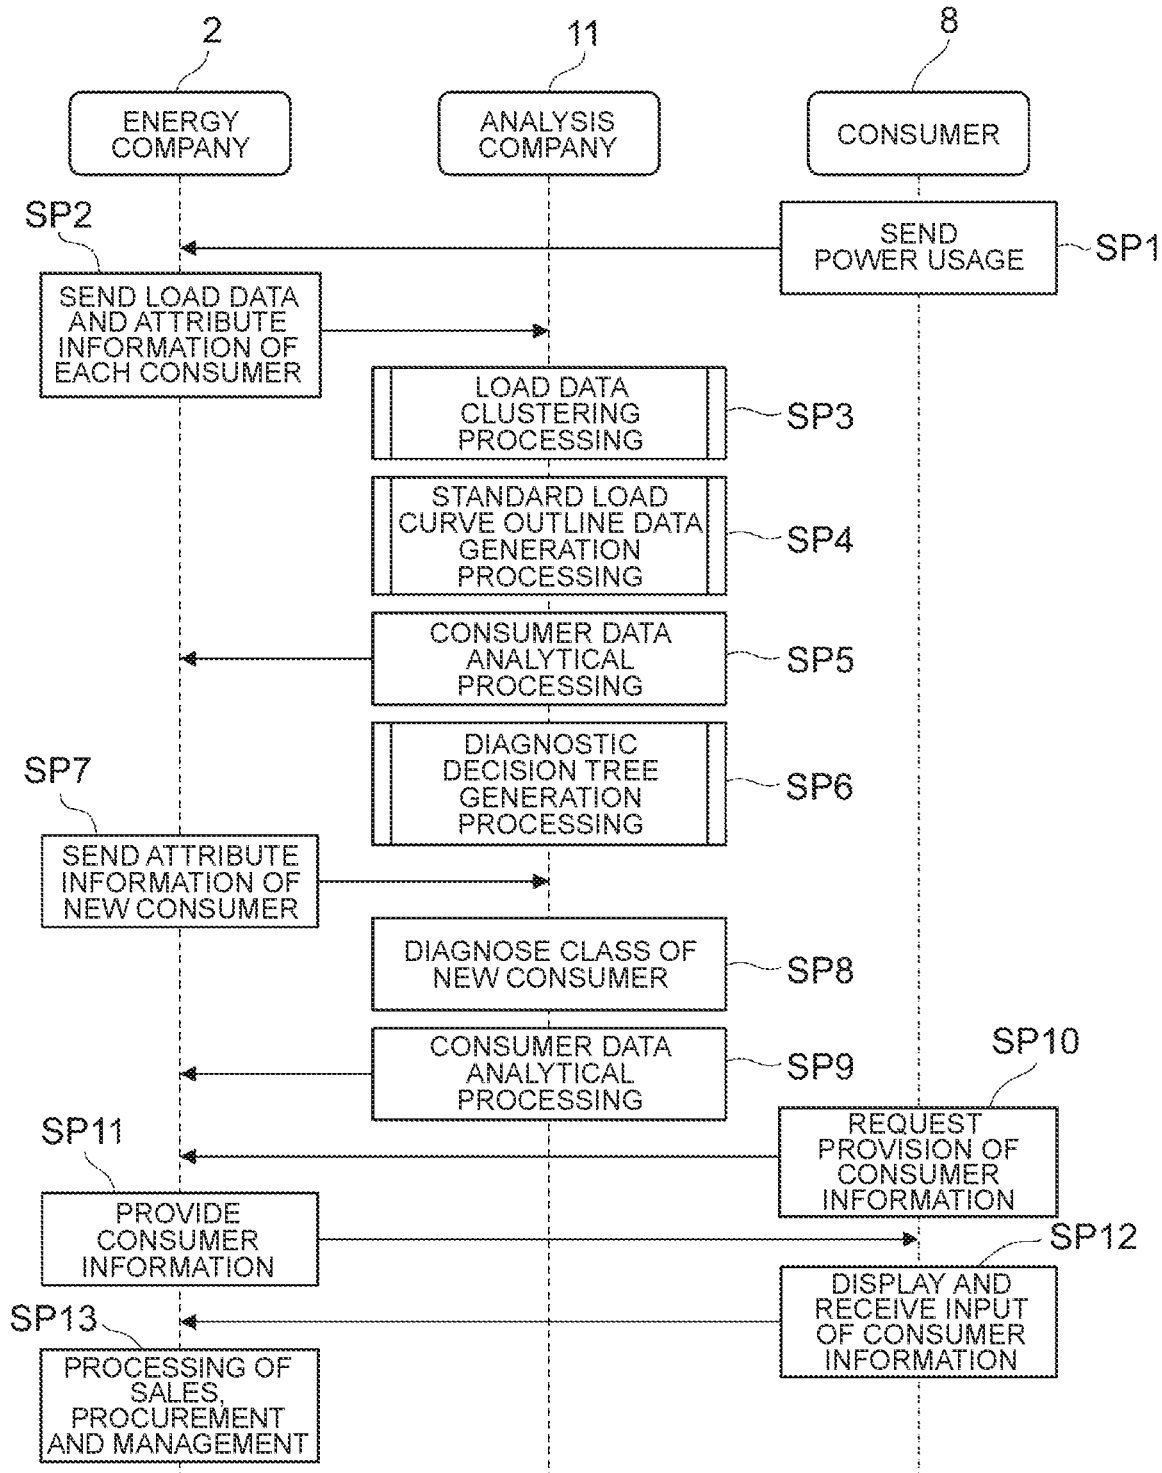 2
11
8
ENERGY
COMPANY
ANALYSIS
COMPANY
CONSUMER
SP2
SEND
POWER USAGE
SP1
SEND LOAD DATA
AND ATTRIBUTE
INFORMATION OF
EACH CONSUMER
LOAD DATA
CLUSTERING
PROCESSING
SP3
STANDARD LOAD
CURVE OUTLINE DATA
GENERATION
PROCESSING
SP4
CONSUMER DATA
ANALYTICAL
PROCESSING
SP5
DIAGNOSTIC
DECISION TREE
GENERATION
PROCESSING
SP6
SP7
SEND ATTRIBUTE
INFORMATION OF
NEW CONSUMER
DIAGNOSE CLASS OF
NEW CONSUMER
SP8
CONSUMER DATA
ANALYTICAL
PROCESSING
SP9
SP10
REQUEST
PROVISION OF
CONSUMER
INFORMATION
SP11
PROVIDE
CONSUMER
INFORMATION
SP12
DISPLAY AND
RECEIVE INPUT
OF CONSUMER
INFORMATION
SP13
PROCESSING OF
SALES,
PROCUREMENT
AND MANAGEMENT